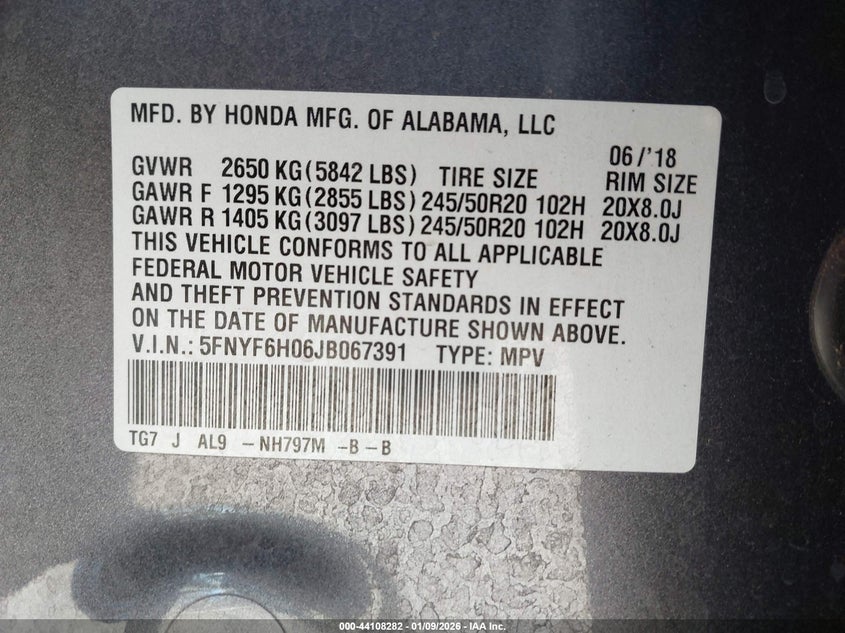 MFD. BY HONDA MFG. OF ALABAMA, LLC
06/'18
GVWR 2650 KG(5842 LBS) TIRE SIZE RIM SIZE
GAWR F 1295 KG(2855 LBS) 245/50R20 102H 20X8.0J
GAWR R 1405 KG(3097 LBS) 245/50R20 102H 20X8.0J
THIS VEHICLE CONFORMS TO ALL APPLICABLE
FEDERAL MOTOR VEHICLE SAFETY
AND THEFT PREVENTION STANDARDS IN EFFECT
ON THE DATE OF MANUFACTURE SHOWN ABOVE.
V.I.N.: 5FNYF6H06JB067391 TYPE: MPV
TG7 J AL9 -NH797M -B-B
000-44108282 - 01/09/2026 - IAA Inc.